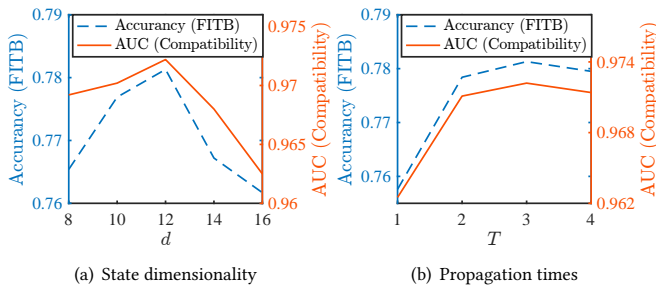 Accurancy (FITB)
AUC (Compatibility)
0.79
0.78
0.77
0.76
Accurancy (FITB)
0.975
0.97
0.965
0.96
AUC (Compatibility)
8 10 12 14 16
d
(a) State dimensionality
Accurancy (FITB)
AUC (Compatibility)
0.79
0.78
0.77
0.76
Accurancy (FITB)
0.974
0.968
0.962
AUC (Compatibility)
1 2 3 4
T
(b) Propagation times